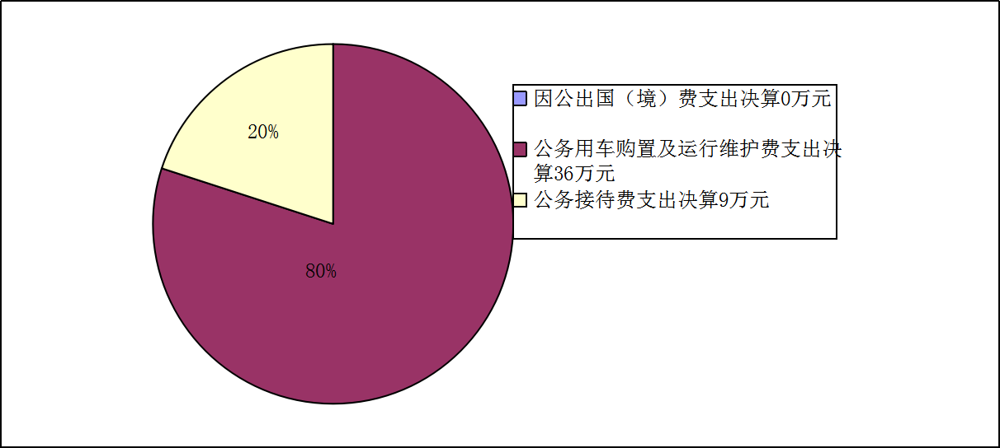 20%
80%
因公出国（境）费支出决算0万元
公务用车购置及运行维护费支出决
算36万元
公务接待费支出决算9万元